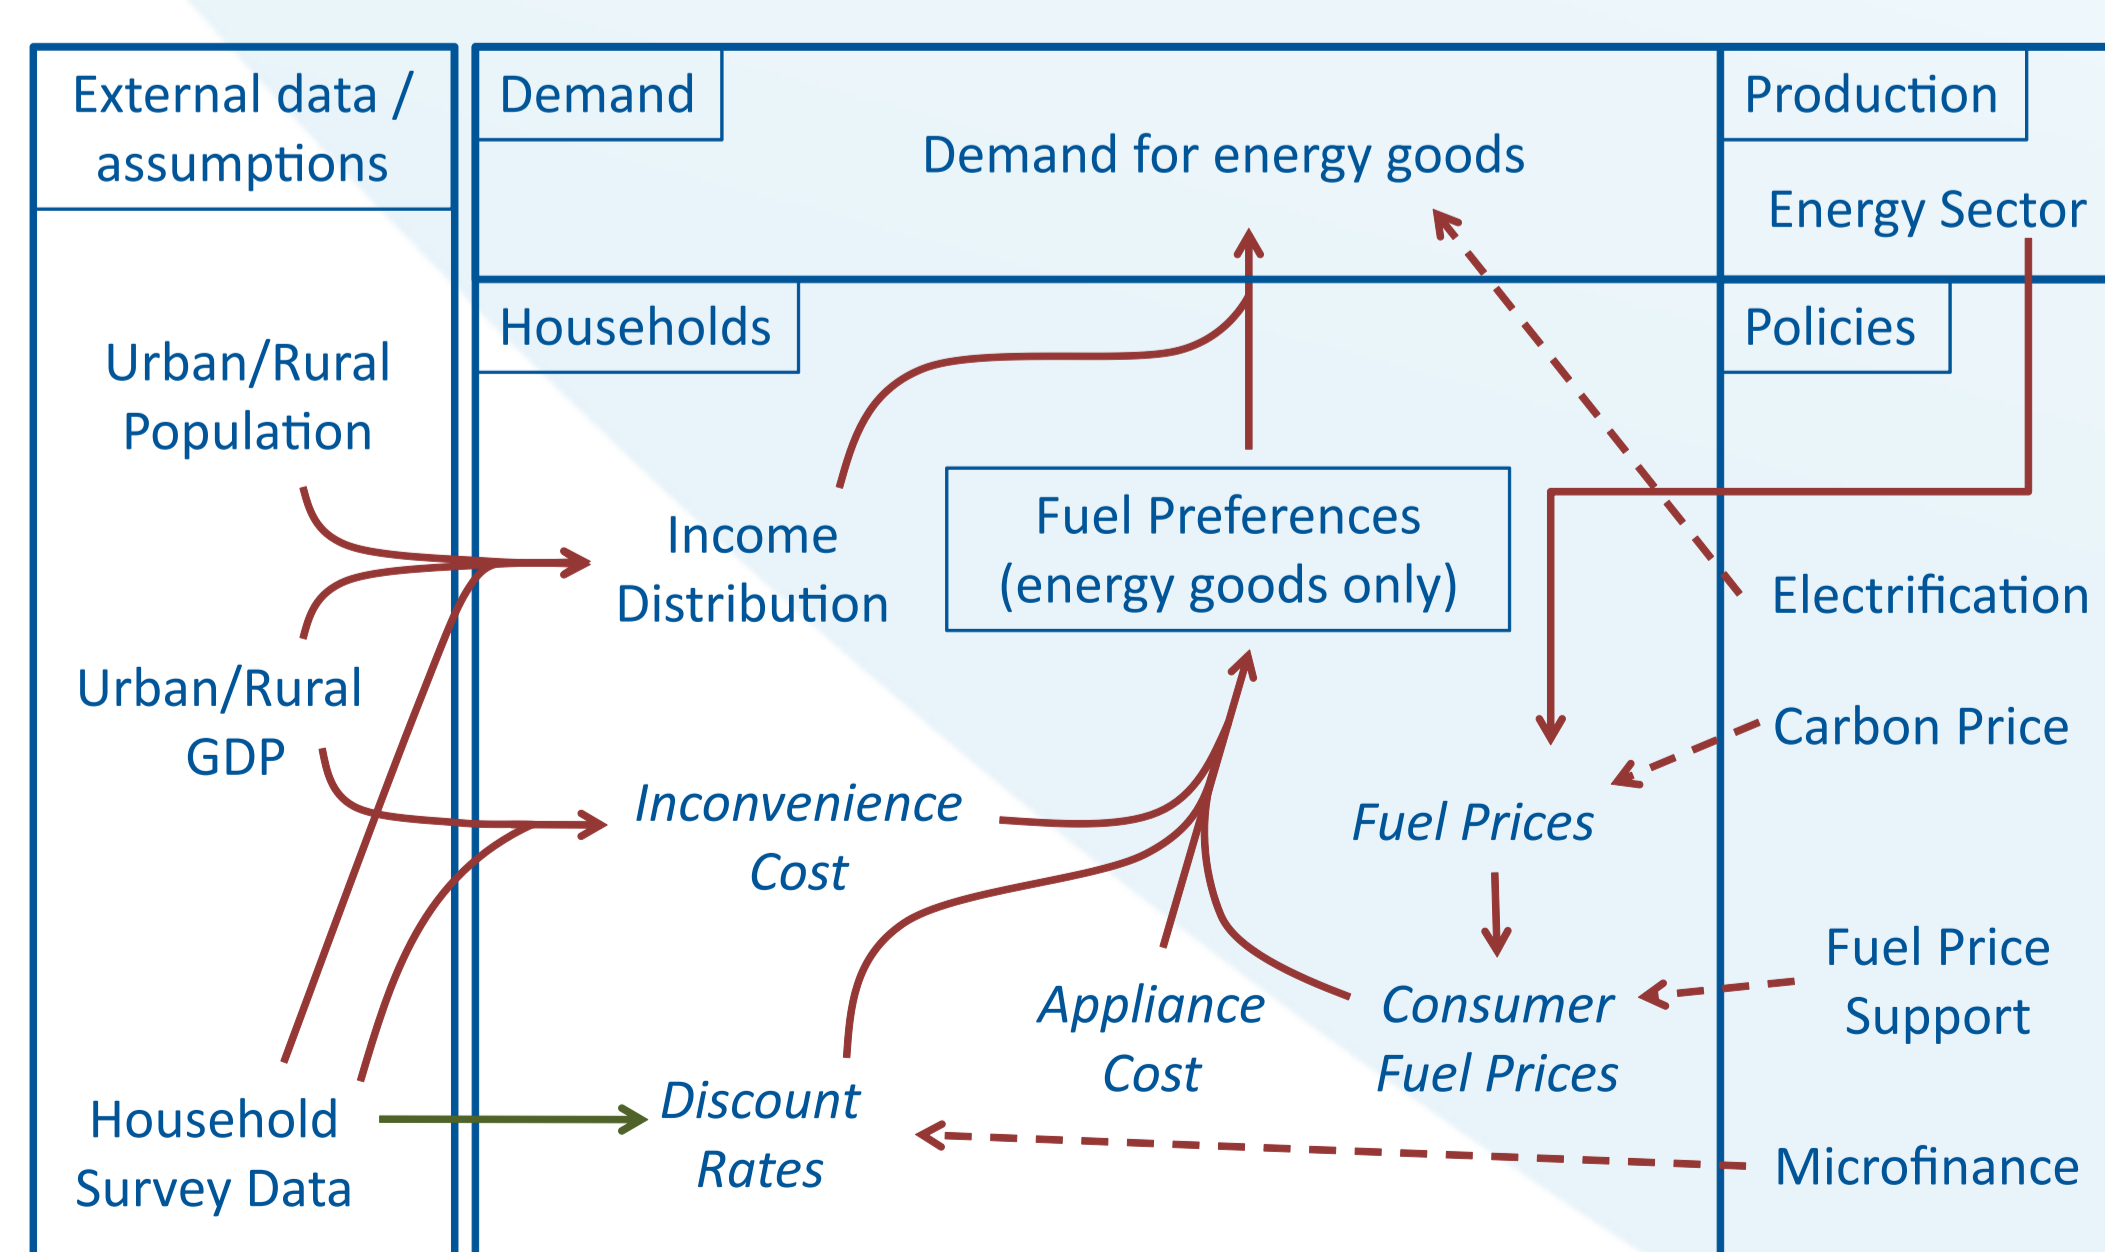 External data /
assumptions
Urban/Rural
Population
Urban/Rural
GDP
Household
Survey Data
Demand
Demand for energy goods
Households
Income
Distribution
Fuel Preferences
(energy goods only)
Inconvenience
Cost
Discount
Rates
Appliance
Cost
Fuel Prices
Consumer
Fuel Prices
Production
Energy Sector
Policies
Electrification
Carbon Price
Fuel Price
Support
Microfinance